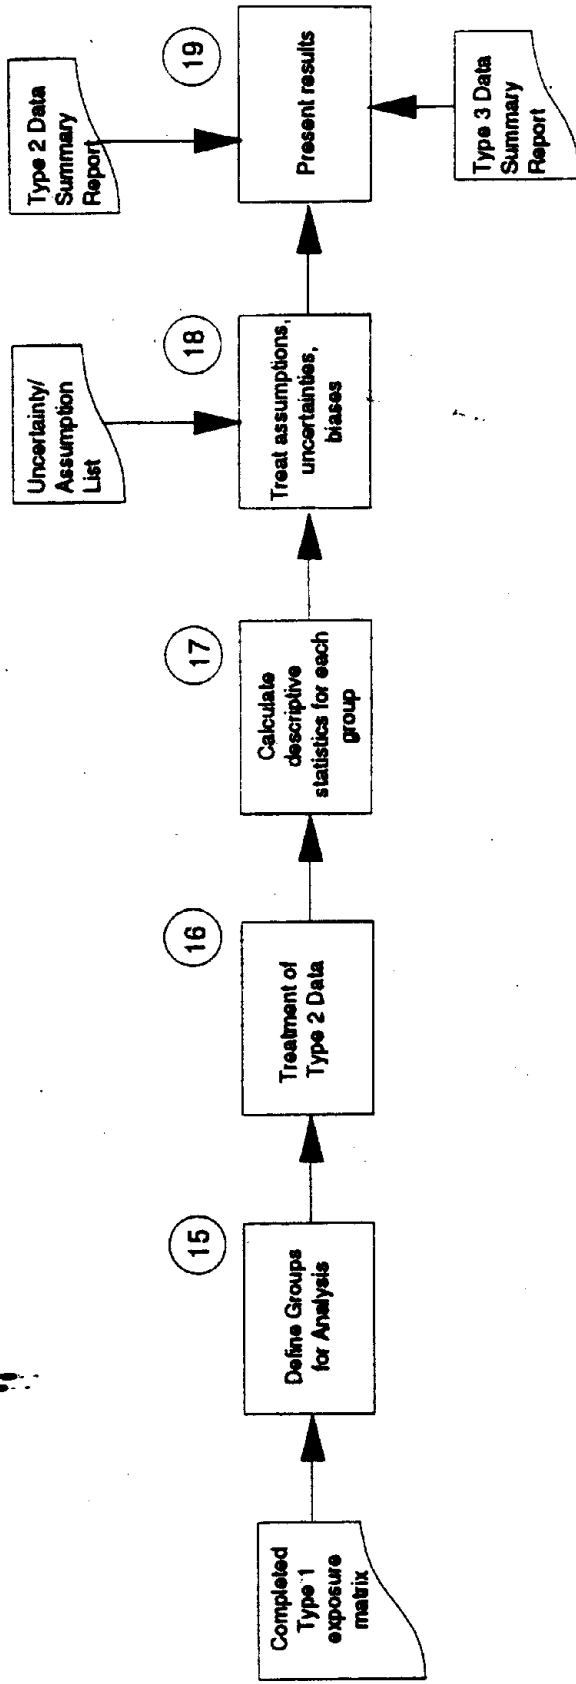 Completed
Type 1
exposure
matrix
15
Define Groups
for Analysis
16
Treatment of
Type 2 Data
17
Calculate
descriptive
statistics for each
group
Uncertainty/
Assumption
List
18
Treat assumptions,
uncertainties,
biases
Type 2 Data
Summary
Report
19
Present results
Type 3 Data
Summary
Report